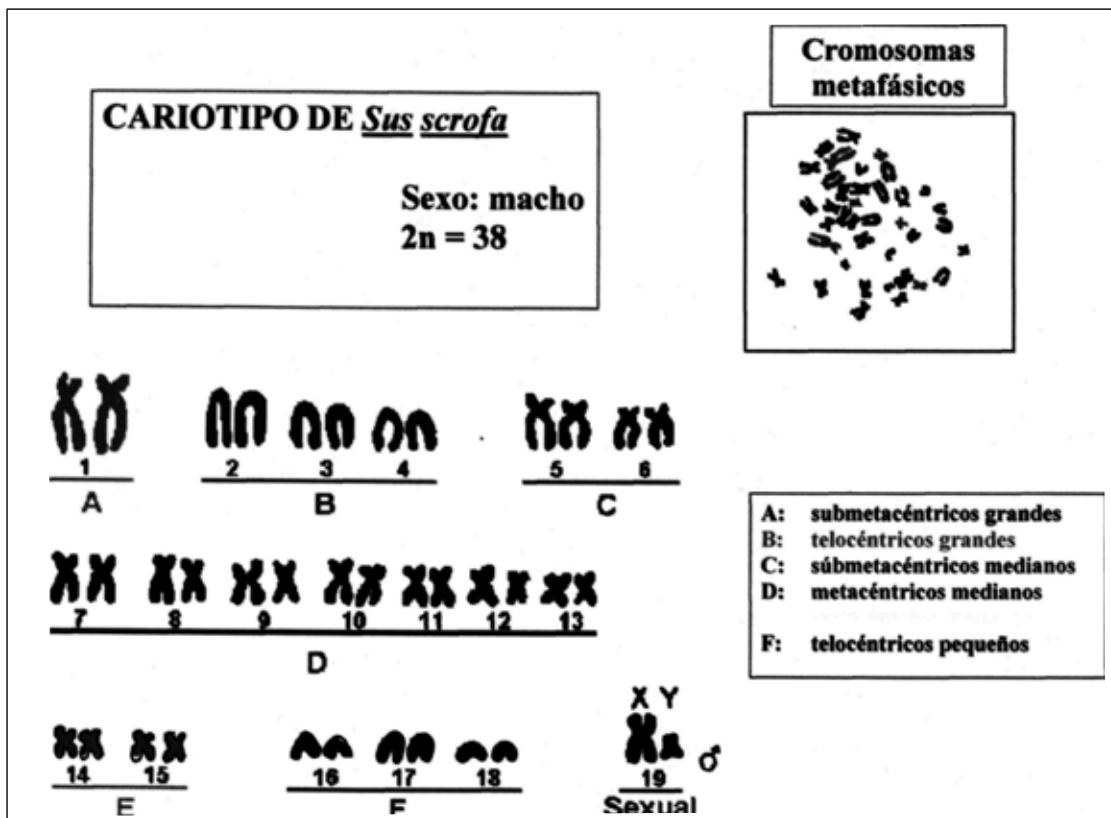 Cromosomas
metafásicos
CARIOTIPO DE Sus scrofa
Sexo: macho
2n = 38
1
2 3 4
5 6
A
B
C
A: submetacéntricos grandes
B: telocéntricos grandes
C: súbmetacéntricos medianos
D: metacéntricos medianos
F: telocéntricos pequeños
7 8 9 10 11 12 13
D
X Y
♂
14 15
16 17 18
19
E
F
Sexual